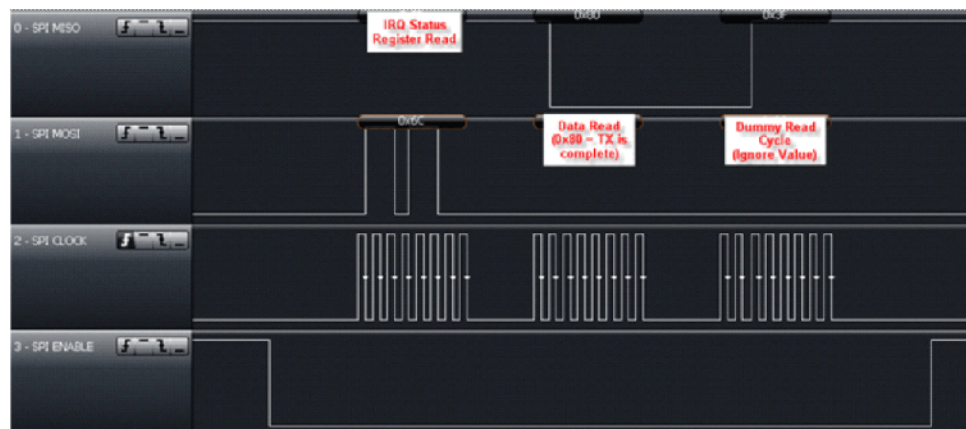 0 - SPI MISO
IRQ Status
Register Read
0x80
0x3F
1 - SPI MOSI
0x6C
Data Read
(0x80 = TX is
complete)
Dummy Read
Cycle
(Ignore Value)
2 - SPI CLOCK
3 - SPI ENABLE